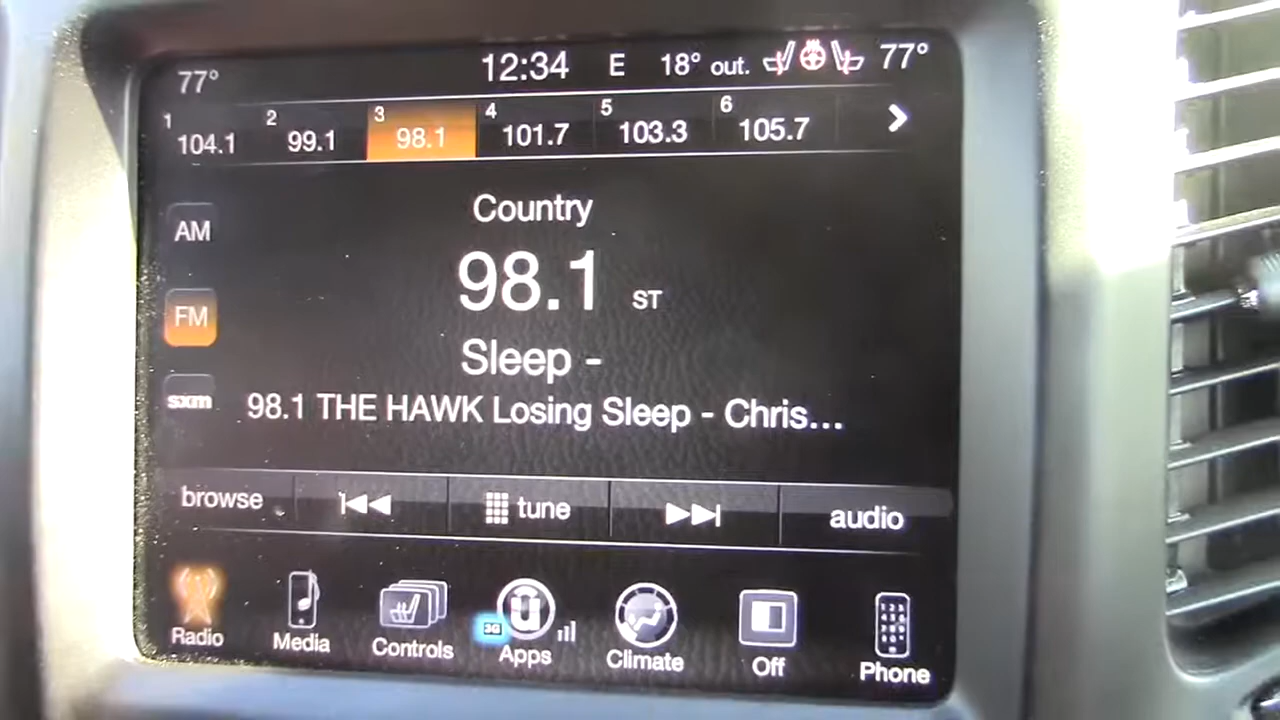 77° 12:34 E 18° out. 77°
1 104.1 2 99.1 3 98.1 4 101.7 5 103.3 6 105.7
Country
AM
98.1 ST
FM
Sleep -
sxm
98.1 THE HAWK Losing Sleep - Chris...
browse tune audio
3G
Radio Media Controls Apps Climate Off Phone